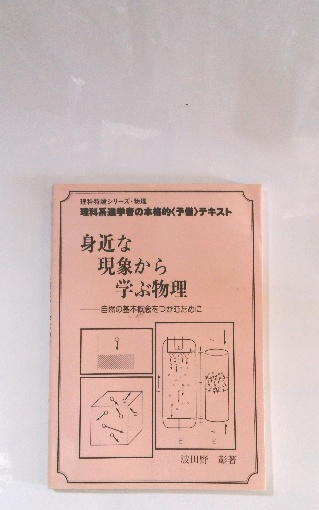 理科特講シリーズ・物理
理科系進学者の本格的〈予備〉テキスト
身近な
現象から
学ぶ物理
——自然の基本概念をつかむために
波田野 彰著